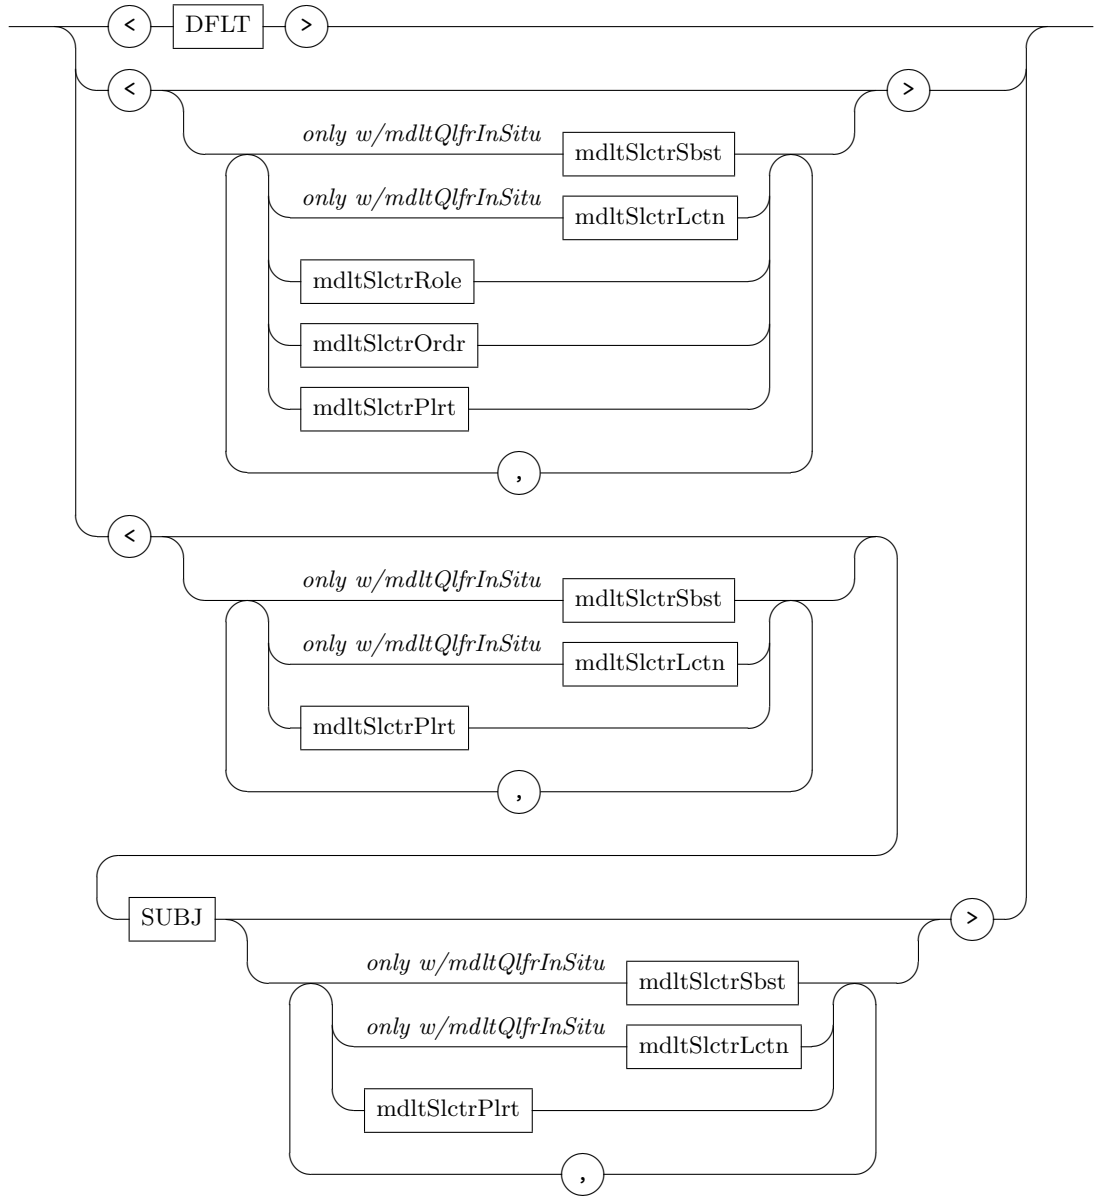 < DFLT >
< >
only w/mdltQlfrInSitu mdltSlctrSbst
only w/mdltQlfrInSitu mdltSlctrLctn
mdltSlctrRole
mdltSlctrOrdr
mdltSlctrPlrt
,
<
only w/mdltQlfrInSitu mdltSlctrSbst
only w/mdltQlfrInSitu mdltSlctrLctn
mdltSlctrPlrt
,
SUBJ >
only w/mdltQlfrInSitu mdltSlctrSbst
only w/mdltQlfrInSitu mdltSlctrLctn
mdltSlctrPlrt
,